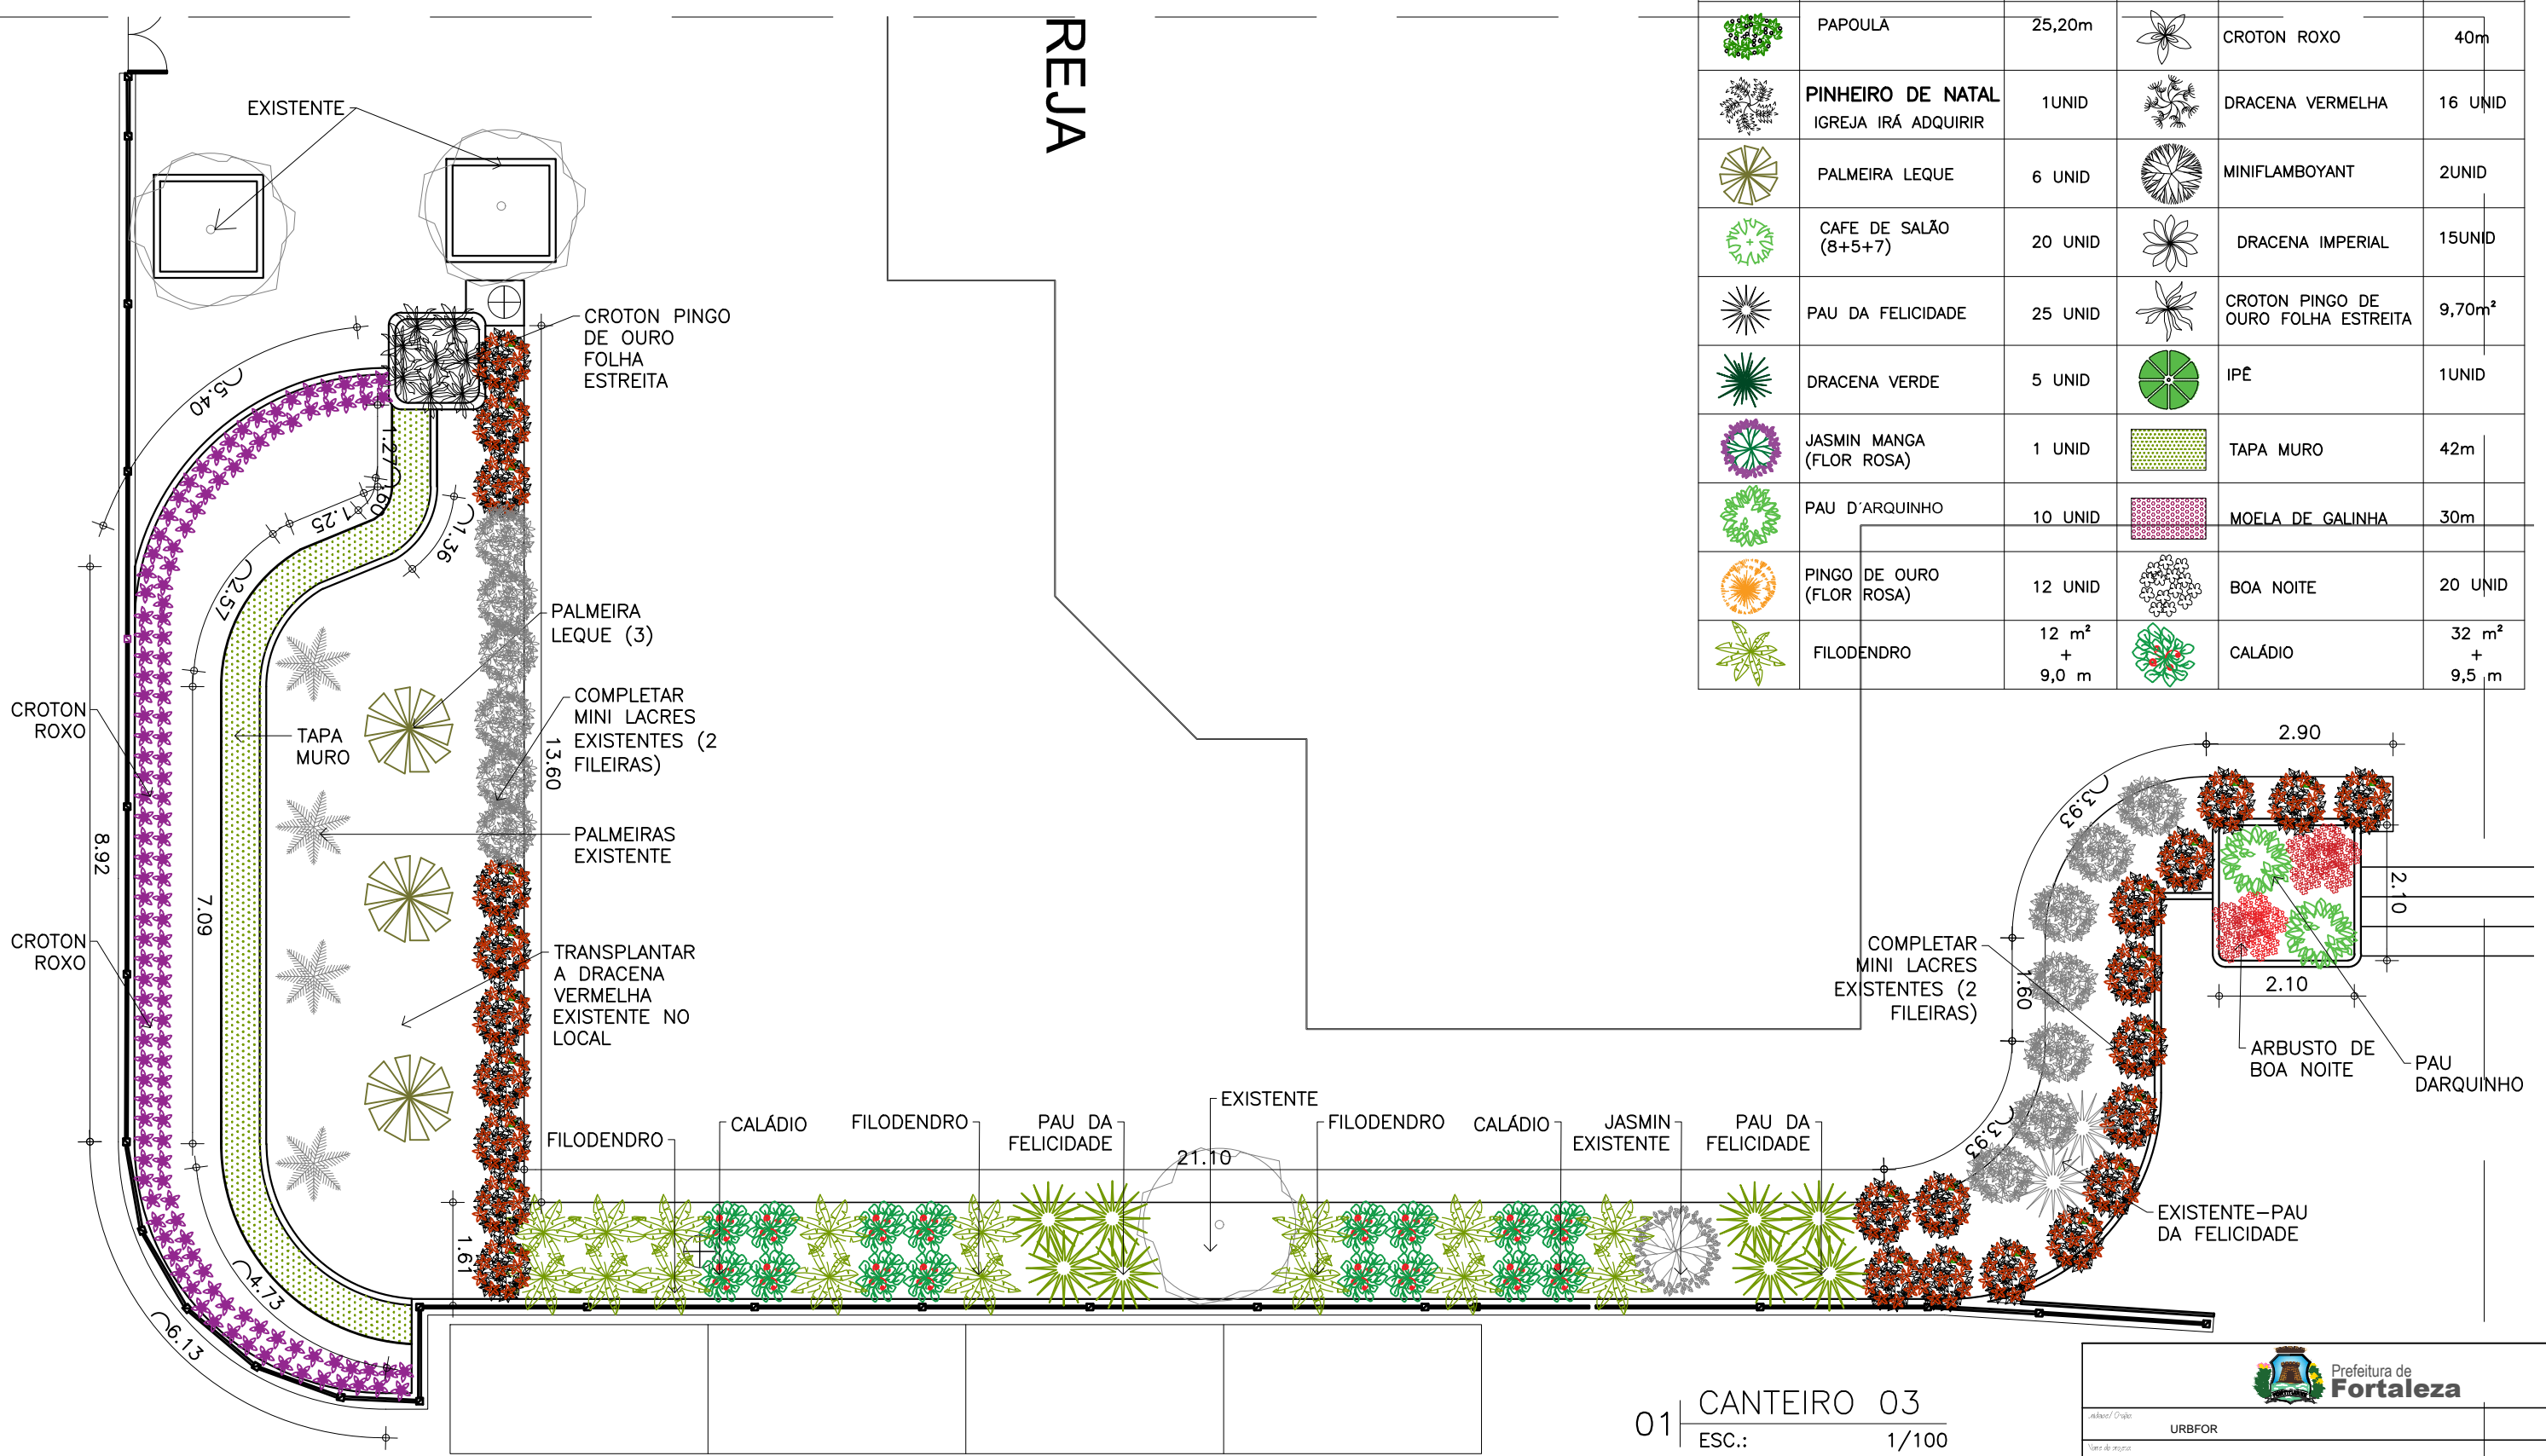 REJA
EXISTENTE
CROTON PINGO
DE OURO
FOLHA
ESTREITA
5.40
1.27
.60
1.25
1.36
2.57
PALMEIRA
LEQUE (3)
COMPLETAR
MINI LACRES
EXISTENTES (2
FILEIRAS)
13.60
CROTON
ROXO
TAPA
MURO
PALMEIRAS
EXISTENTE
8.92
7.09
CROTON
ROXO
TRANSPLANTAR
A DRACENA
VERMELHA
EXISTENTE NO
LOCAL
4.73
6.13
1.61
FILODENDRO
CALÁDIO
FILODENDRO
PAU DA
FELICIDADE
EXISTENTE
21.10
FILODENDRO
CALÁDIO
JASMIN
EXISTENTE
PAU DA
FELICIDADE
PAPOULA 25,20m CROTON ROXO 40m
PINHEIRO DE NATAL
IGREJA IRÁ ADQUIRIR 1UNID DRACENA VERMELHA 16 UNID
PALMEIRA LEQUE 6 UNID MINIFLAMBOYANT 2UNID
CAFE DE SALÃO
(8+5+7) 20 UNID DRACENA IMPERIAL 15UNID
PAU DA FELICIDADE 25 UNID CROTON PINGO DE
OURO FOLHA ESTREITA 9,70m²
DRACENA VERDE 5 UNID IPÊ 1UNID
JASMIN MANGA
(FLOR ROSA) 1 UNID TAPA MURO 42m
PAU D´ARQUINHO 10 UNID MOELA DE GALINHA 30m
PINGO DE OURO
(FLOR ROSA) 12 UNID BOA NOITE 20 UNID
FILODENDRO 12 m²
+
9,0 m
CALÁDIO 32 m²
+
9,5 m
2.90
3.93
2.10
2.10
COMPLETAR
MINI LACRES
EXISTENTES (2
FILEIRAS)
1.60
3.93
ARBUSTO DE
BOA NOITE
PAU
DARQUINHO
EXISTENTE-PAU
DA FELICIDADE
01
CANTEIRO 03
ESC.: 1/100
Prefeitura de
Fortaleza
URBFOR